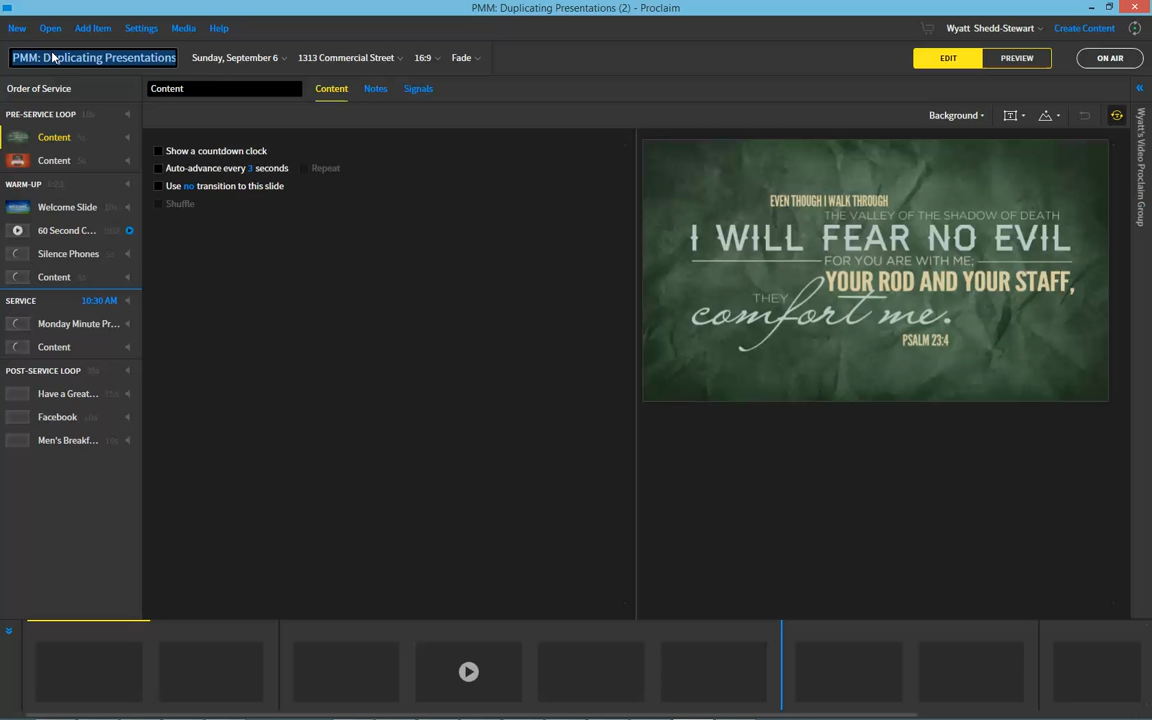 PMM: Duplicating Presentations (2) - Proclaim
New Open Add Item Settings Media Help
Wyatt Shedd-Stewart Create Content
PMM: Duplicating Presentations Sunday, September 6 1313 Commercial Street 16:9 Fade
EDIT PREVIEW ON AIR
Order of Service Content Content Notes Signals
PRE-SERVICE LOOP
Background
Wyatt's Video Proclaim Group
Content
Content
WARM-UP
Welcome Slide
60 Second C...
Silence Phones
Content
SERVICE 10:30 AM
Monday Minute Pr...
Content
POST-SERVICE LOOP
Have a Great...
Facebook
Men's Breakf...
Show a countdown clock
Auto-advance every 3 seconds Repeat
Use no transition to this slide
Shuffle
EVEN THOUGH I WALK THROUGH
THE VALLEY OF THE SHADOW OF DEATH
I WILL FEAR NO EVIL
FOR YOU ARE WITH ME;
YOUR ROD AND YOUR STAFF,
THEY
comfort me.
PSALM 23:4